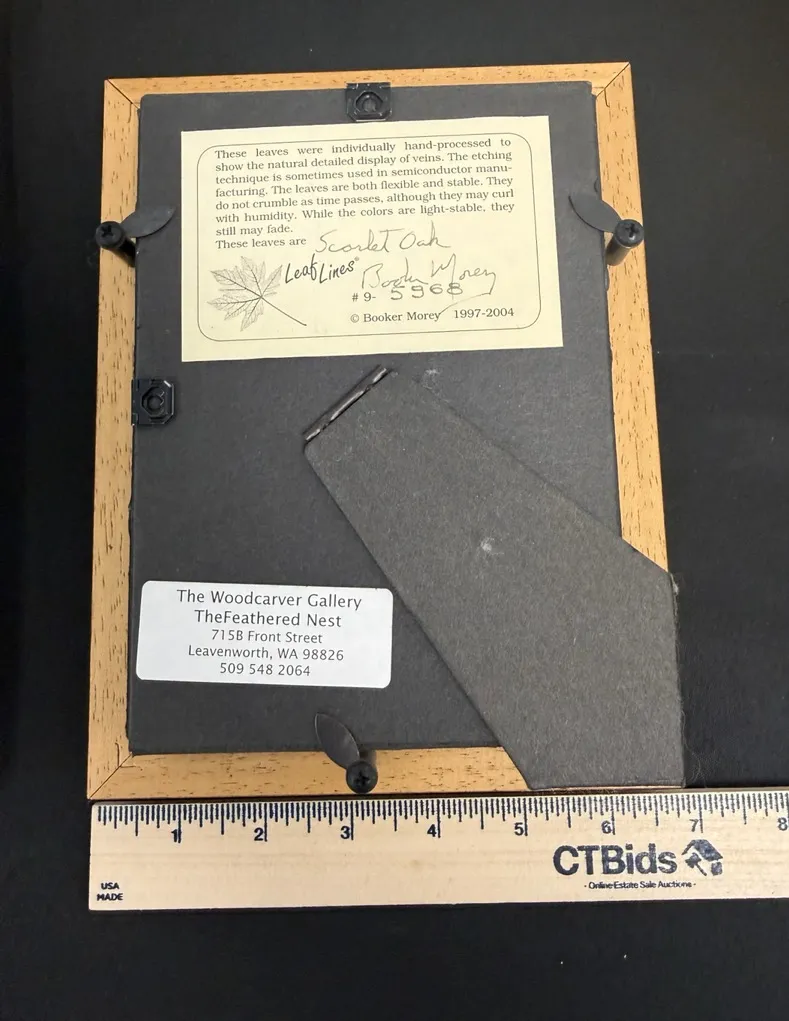 These leaves were individually hand-processed to
show the natural detailed display of veins. The etching
technique is sometimes used in semiconductor manu-
facturing. The leaves are both flexible and stable. They
do not crumble as time passes, although they may curl
with humidity. While the colors are light-stable, they
still may fade.
These leaves are Scarlet Oak
Leaf Lines® Booker Morey
# 9- 5968
© Booker Morey 1997-2004
The Woodcarver Gallery
TheFeathered Nest
715B Front Street
Leavenworth, WA 98826
509 548 2064
1 2 3 4 5 6 7 8
CTBids
- Online Estate Sale Auctions -
USA
MADE